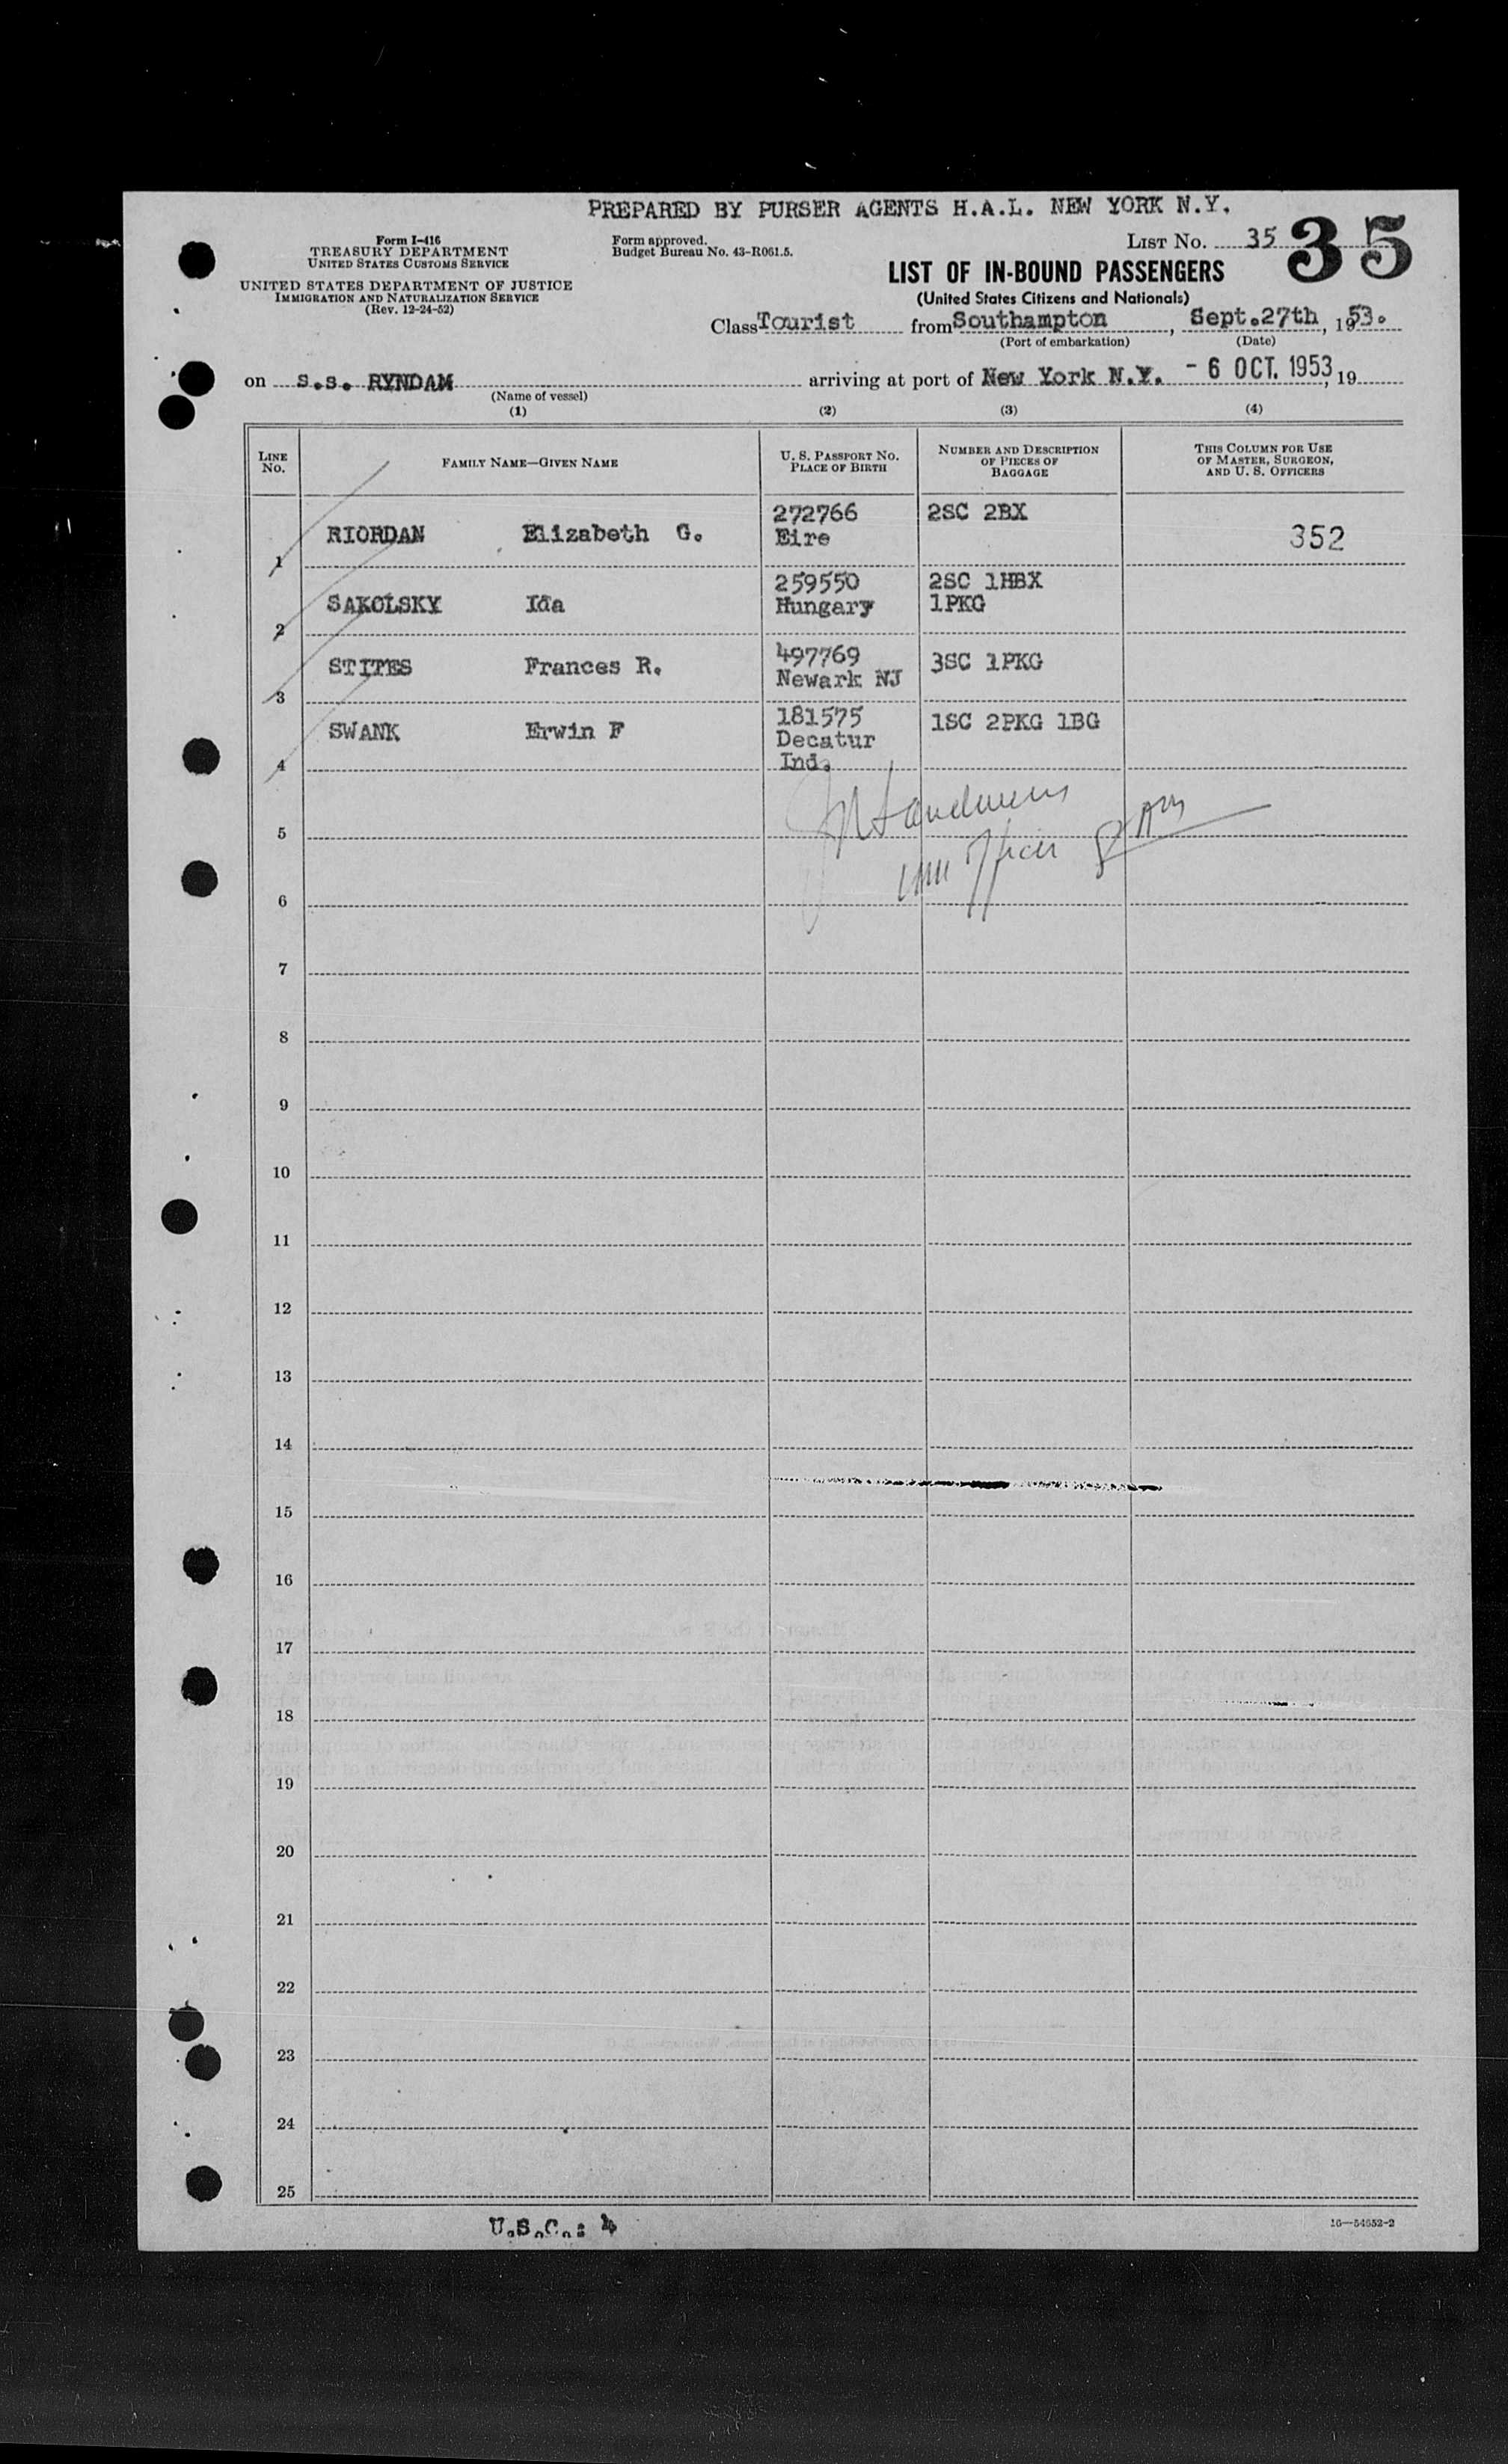 PREPARED BY PURSER AGENTS H.A.L. NEW YORK N.Y.
Form I-416
TREASURY DEPARTMENT
UNITED STATES CUSTOMS SERVICE
UNITED STATES DEPARTMENT OF JUSTICE
IMMIGRATION AND NATURALIZATION SERVICE
(Rev. 12-24-52)
Form approved.
Budget Bureau No. 43-R061.5.
LIST NO. 35
35
LIST OF IN-BOUND PASSENGERS
(United States Citizens and Nationals)
Class Tourist from Southampton, Sept.27th, 1953.
(Port of embarkation) (Date)
on s.s. RYNDAM arriving at port of New York N.Y. - 6 OCT. 1953, 19
(Name of vessel)
(1) (2) (3) (4)
LINE NO.
FAMILY NAME—GIVEN NAME
U. S. PASSPORT NO.
PLACE OF BIRTH
NUMBER AND DESCRIPTION
OF PIECES OF
BAGGAGE
THIS COLUMN FOR USE
OF MASTER, SURGEON,
AND U. S. OFFICERS
1 RIORDAN Elizabeth G. 272766 2SC 2BX 352
Eire
2 SAKOLSKY Ida 259550 2SC 1HBX
Hungary 1PKG
3 STITES Frances R. 497769 3SC 1PKG
Newark NJ
4 SWANK Erwin F 181575 1SC 2PKG 1BG
Decatur
Ind.
5
officer
6
7
8
9
10
11
12
13
14
15
16
17
18
19
20
21
22
23
24
25
U.S.C.: 4
16—54652-2